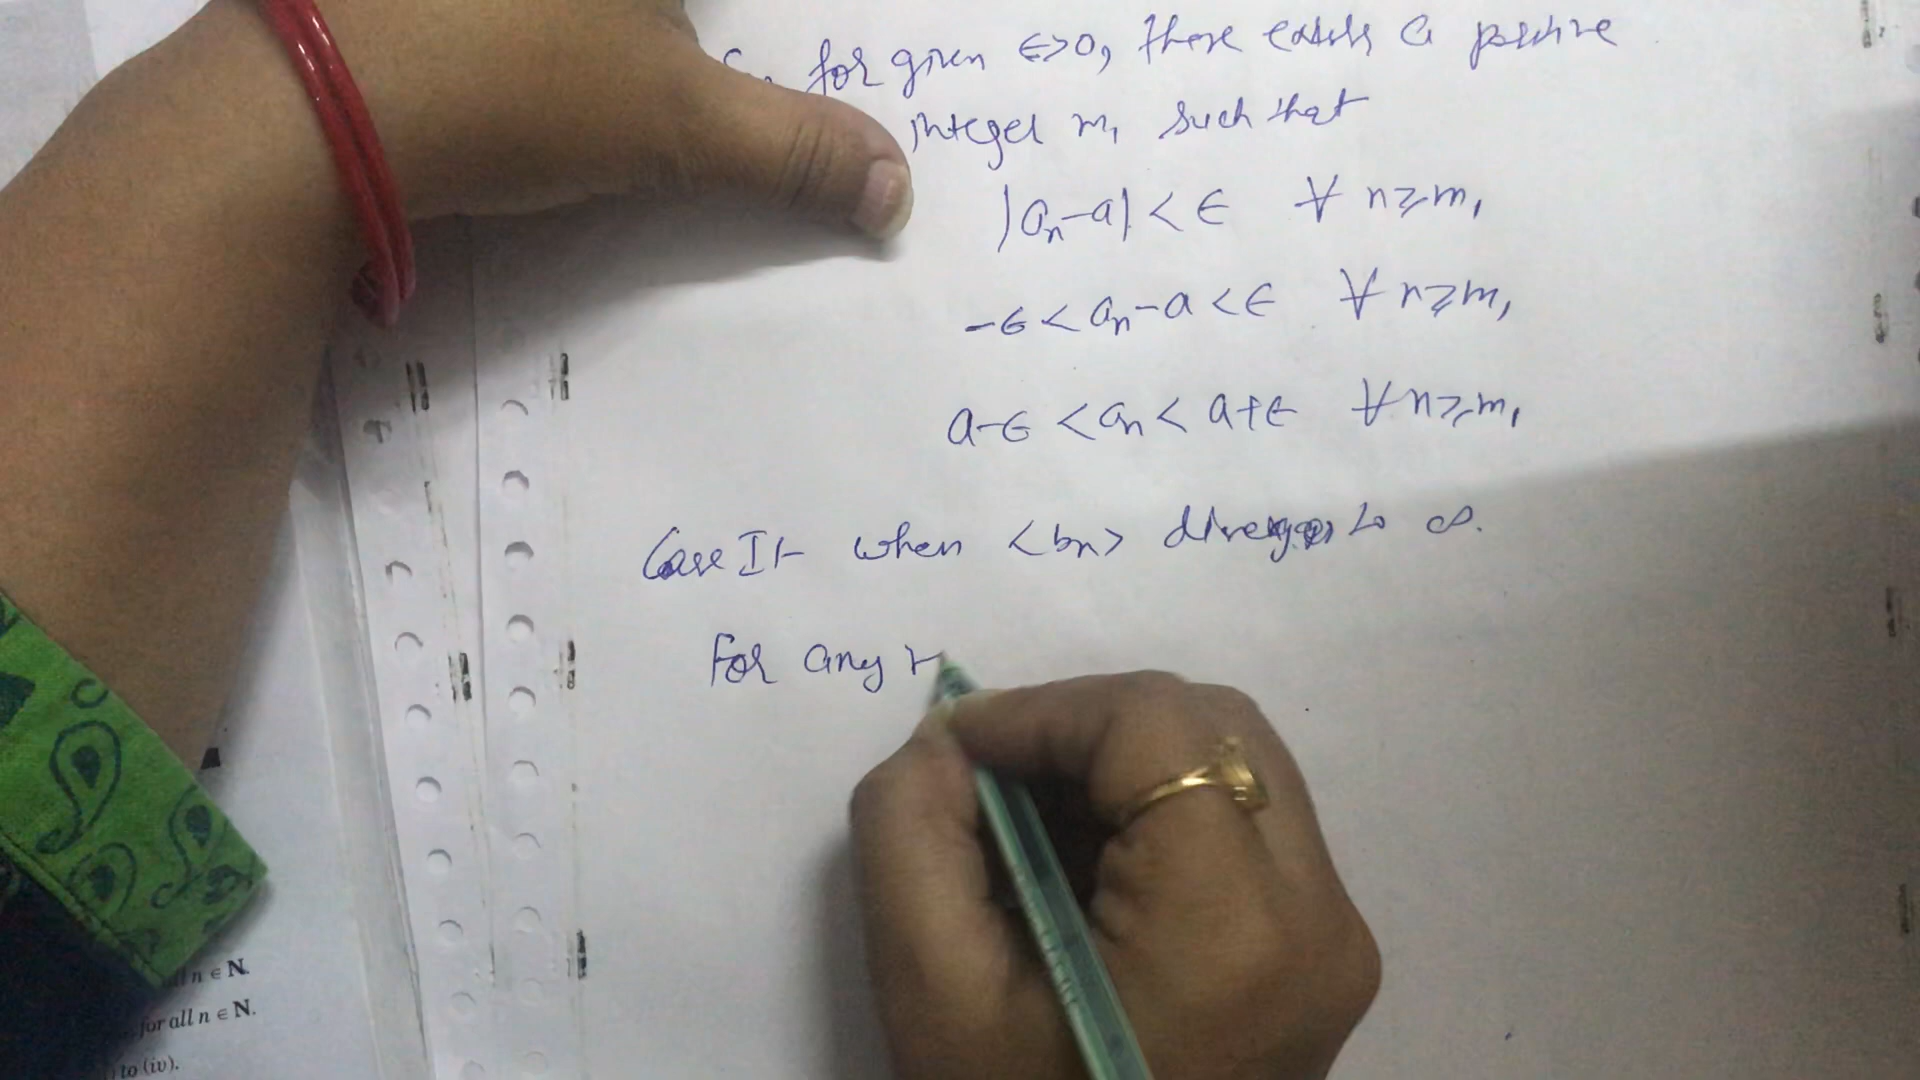 for given ϵ>0, there exists a positive
integer m₁ such that
|aₙ-a| < ϵ ∀ n≥m₁
-ϵ < aₙ-a < ϵ ∀ n≥m₁
a-ϵ < aₙ < a+ϵ ∀ n≥m₁
Case I:- when <bn> diverges to ∞.
For any
n ∈ N.
for all n ∈ N.
to (iv).